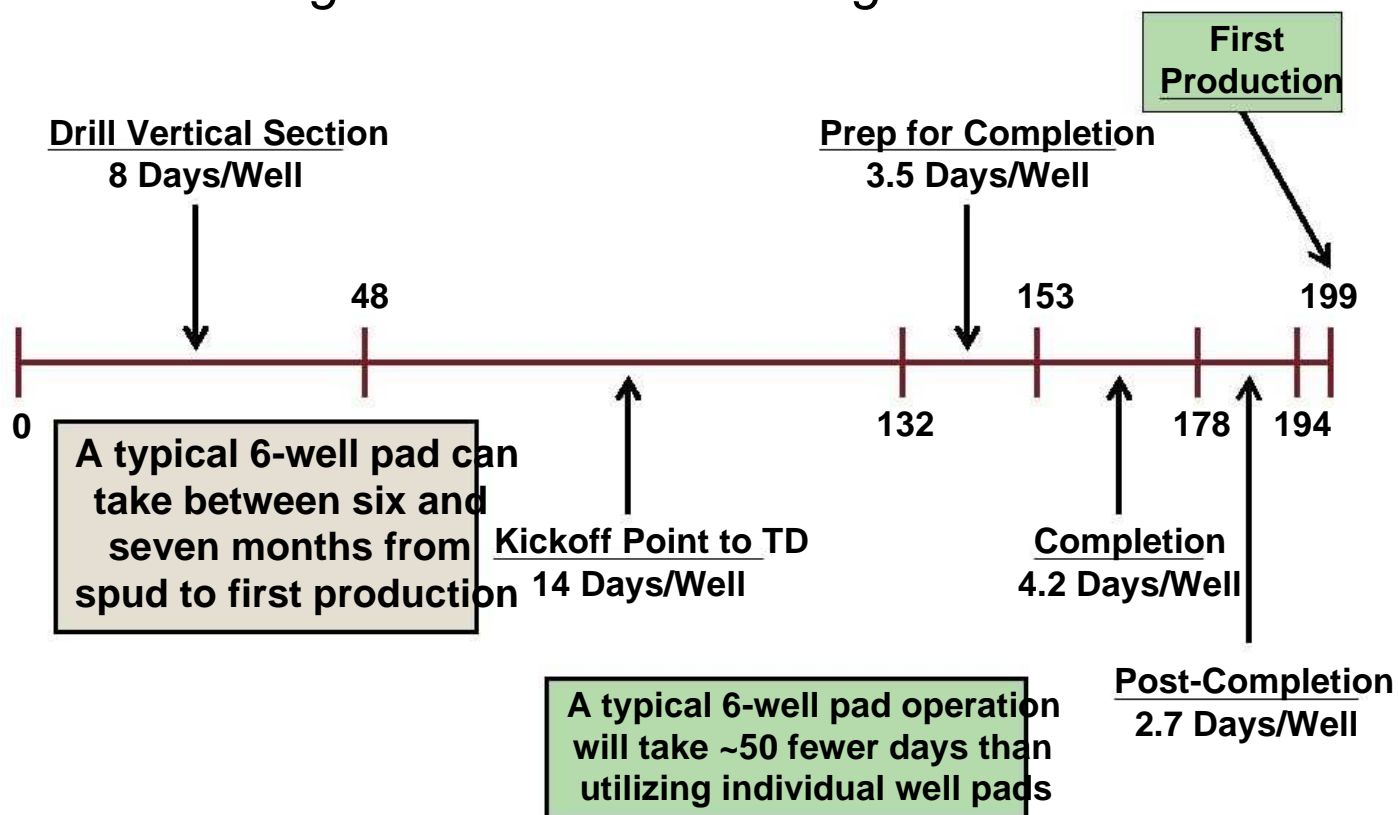 First
Production
Drill Vertical Section
8 Days/Well
Prep for Completion
3.5 Days/Well
48
153
199
0
132
178
194
A typical 6-well pad can
take between six and
seven months from
spud to first production
Kickoff Point to TD
14 Days/Well
Completion
4.2 Days/Well
Post-Completion
2.7 Days/Well
A typical 6-well pad operation
will take ~50 fewer days than
utilizing individual well pads